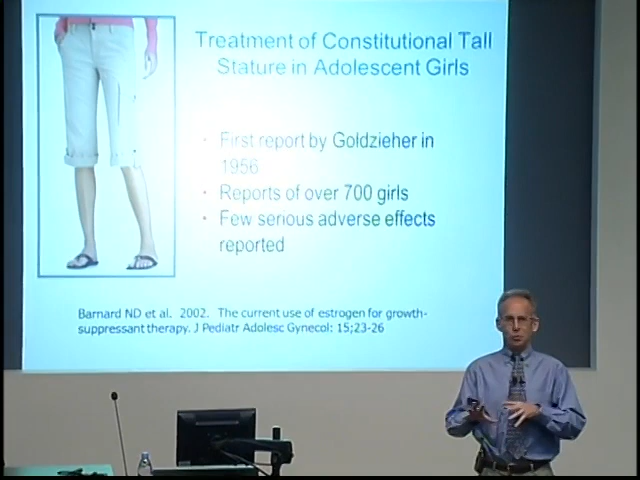 Treatment of Constitutional Tall
Stature in Adolescent Girls
• First report by Goldzieher in
1956
• Reports of over 700 girls
• Few serious adverse effects
reported
Barnard ND et al. 2002. The current use of estrogen for growth-
suppressant therapy. J Pediatr Adolesc Gynecol: 15;23-26